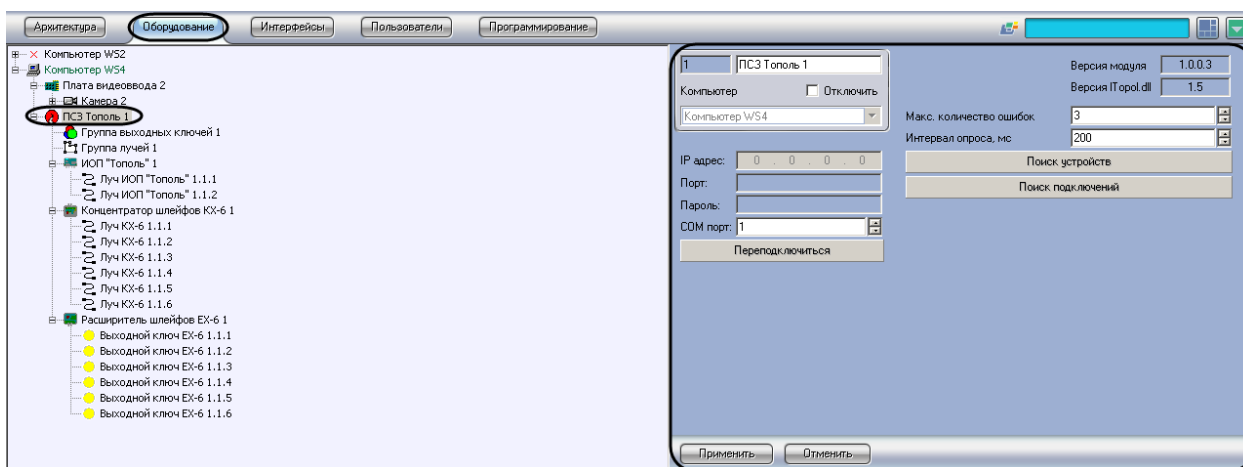 Архитектура Оборудование Интерфейсы Пользователи Программирование
Компьютер WS2
Компьютер WS4
Плата видеоввода 2
Камера 2
ПСЗ Тополь 1
Группа выходных ключей 1
Группа лучей 1
ИОП "Тополь" 1
Луч ИОП "Тополь" 1.1.1
Луч ИОП "Тополь" 1.1.2
Концентратор шлейфов КХ-6 1
Луч КХ-6 1.1.1
Луч КХ-6 1.1.2
Луч КХ-6 1.1.3
Луч КХ-6 1.1.4
Луч КХ-6 1.1.5
Луч КХ-6 1.1.6
Расширитель шлейфов ЕХ-6 1
Выходной ключ ЕХ-6 1.1.1
Выходной ключ ЕХ-6 1.1.2
Выходной ключ ЕХ-6 1.1.3
Выходной ключ ЕХ-6 1.1.4
Выходной ключ ЕХ-6 1.1.5
Выходной ключ ЕХ-6 1.1.6
1 ПСЗ Тополь 1
Компьютер Отключить
Компьютер WS4
IP адрес: 0 . 0 . 0 . 0
Порт:
Пароль:
COM порт: 1
Переподключиться
Версия модуля 1.0.0.3
Версия ITopol.dll 1.5
Макс. количество ошибок 3
Интервал опроса, мс 200
Поиск устройств
Поиск подключений
Применить Отменить